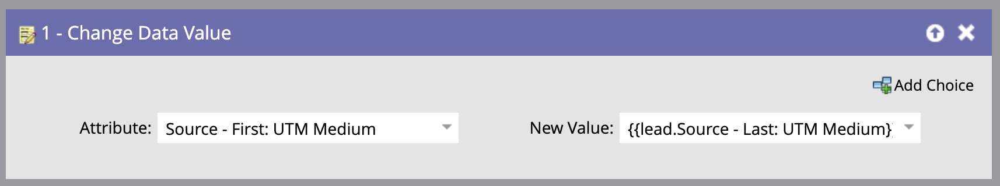 1 - Change Data Value
Add Choice
Attribute: Source - First: UTM Medium New Value: {{lead.Source - Last: UTM Medium}